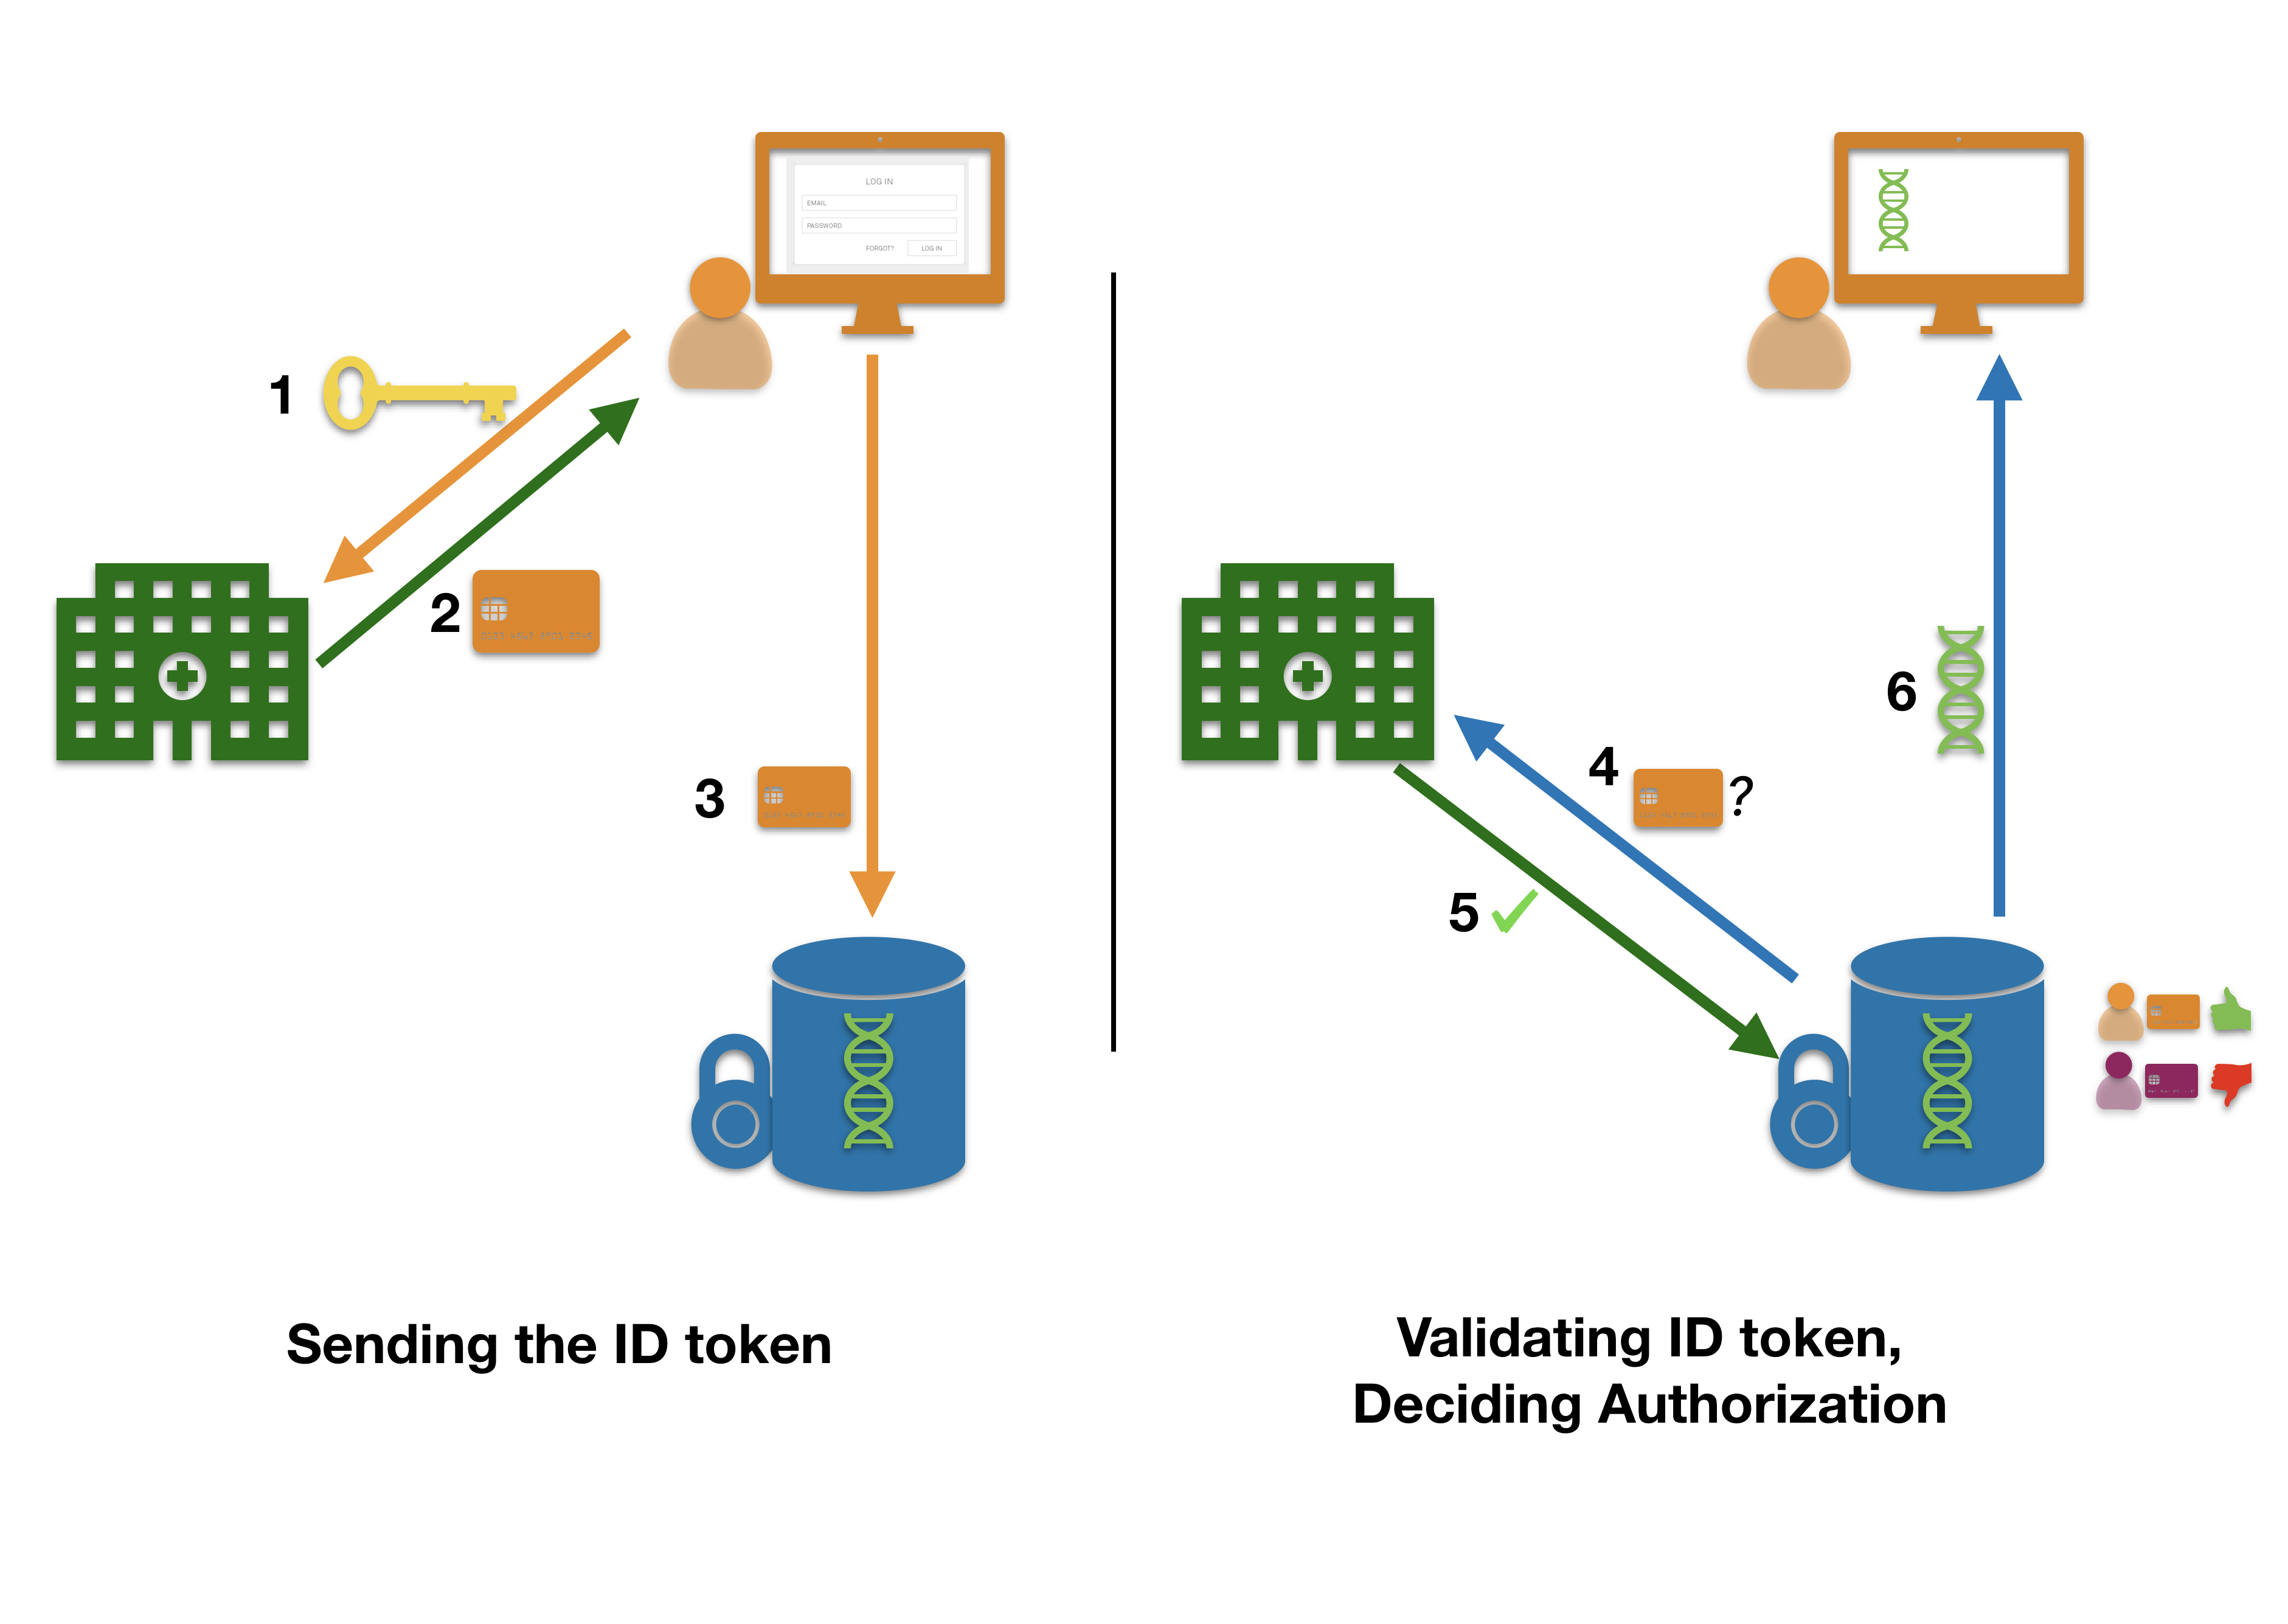 LOG IN
EMAIL
PASSWORD
FORGOT? LOG IN
1
2
3
4 ?
5
6
Sending the ID token
Validating ID token,
Deciding Authorization